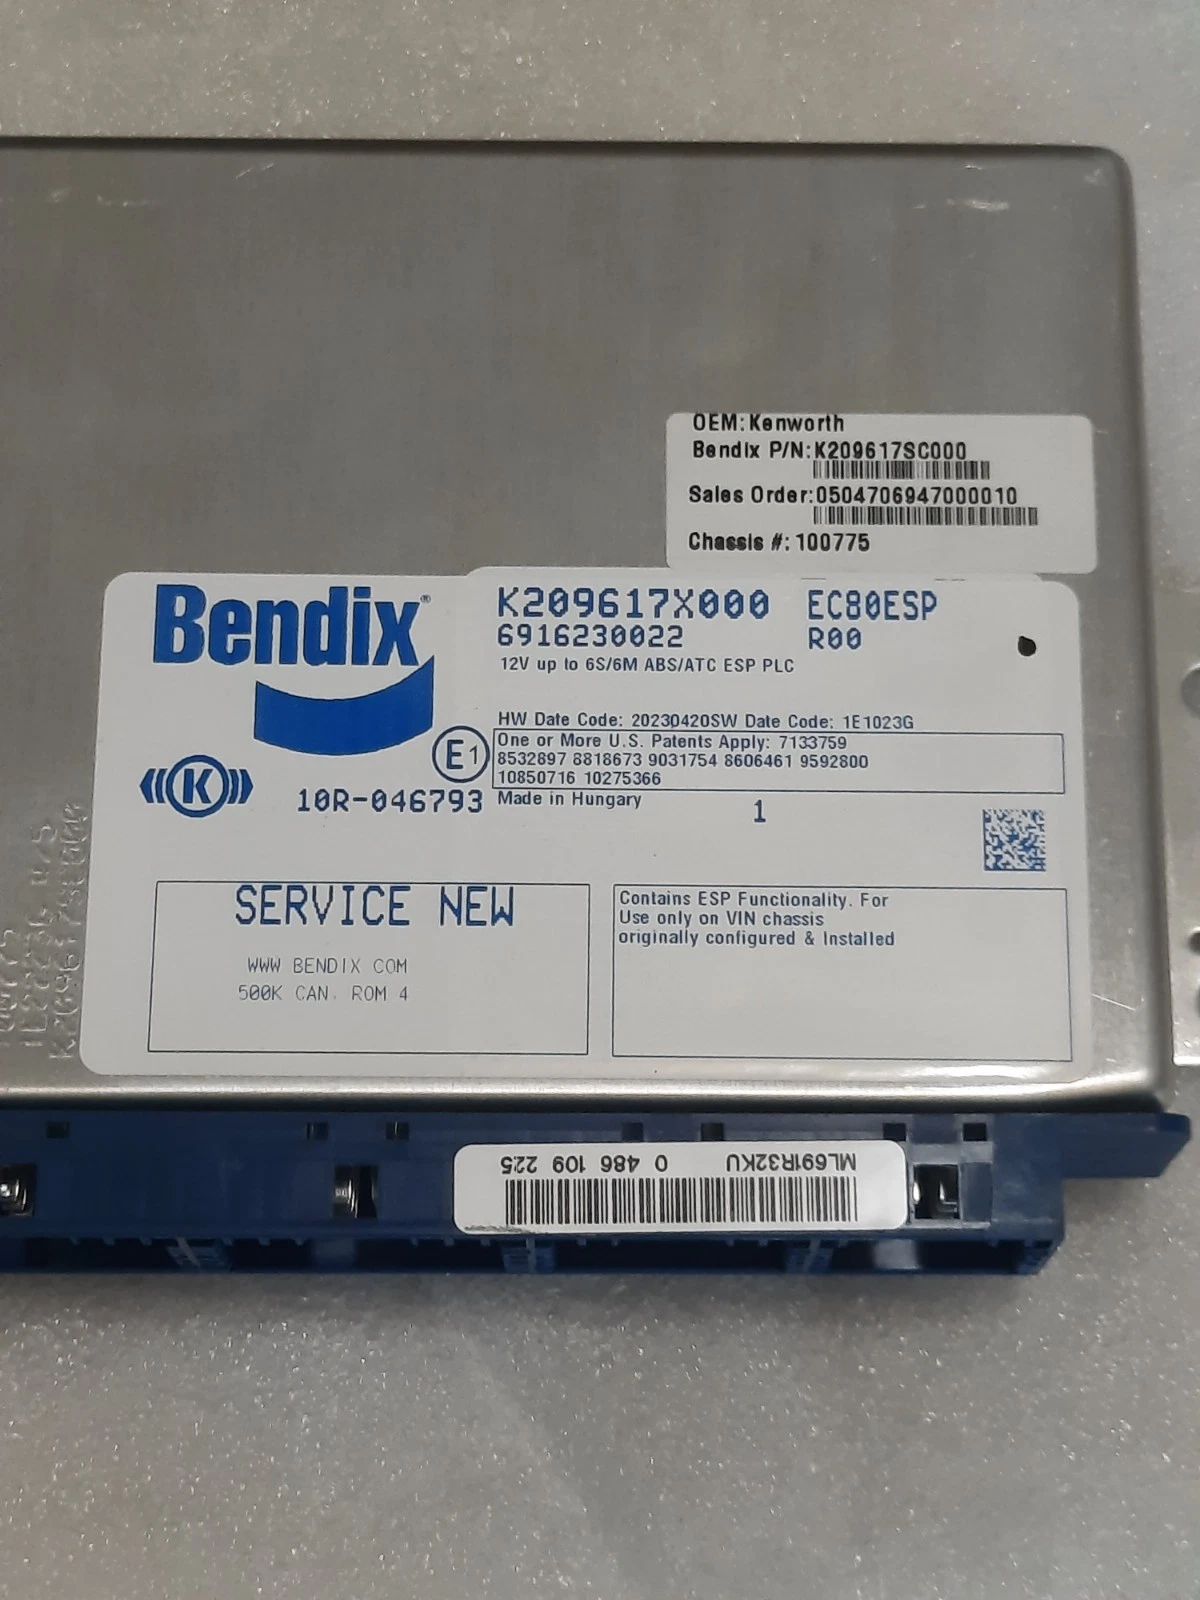 OEM: Kenworth
Bendix P/N: K209617SC000
Sales Order: 0504706947000010
Chassis #: 100775
Bendix®
K209617X000 EC80ESP
6916230022 R00
12V up to 6S/6M ABS/ATC ESP PLC
HW Date Code: 20230420SW Date Code: 1E1023G
One or More U.S. Patents Apply: 7133759
8532897 8818673 9031754 8606461 9592800
10850716 10275366
E1
K
10R-046793
Made in Hungary
1
SERVICE NEW
WWW BENDIX COM
500K CAN. ROM 4
Contains ESP Functionality. For
Use only on VIN chassis
originally configured & Installed
ML691R32KU 0 486 109 225